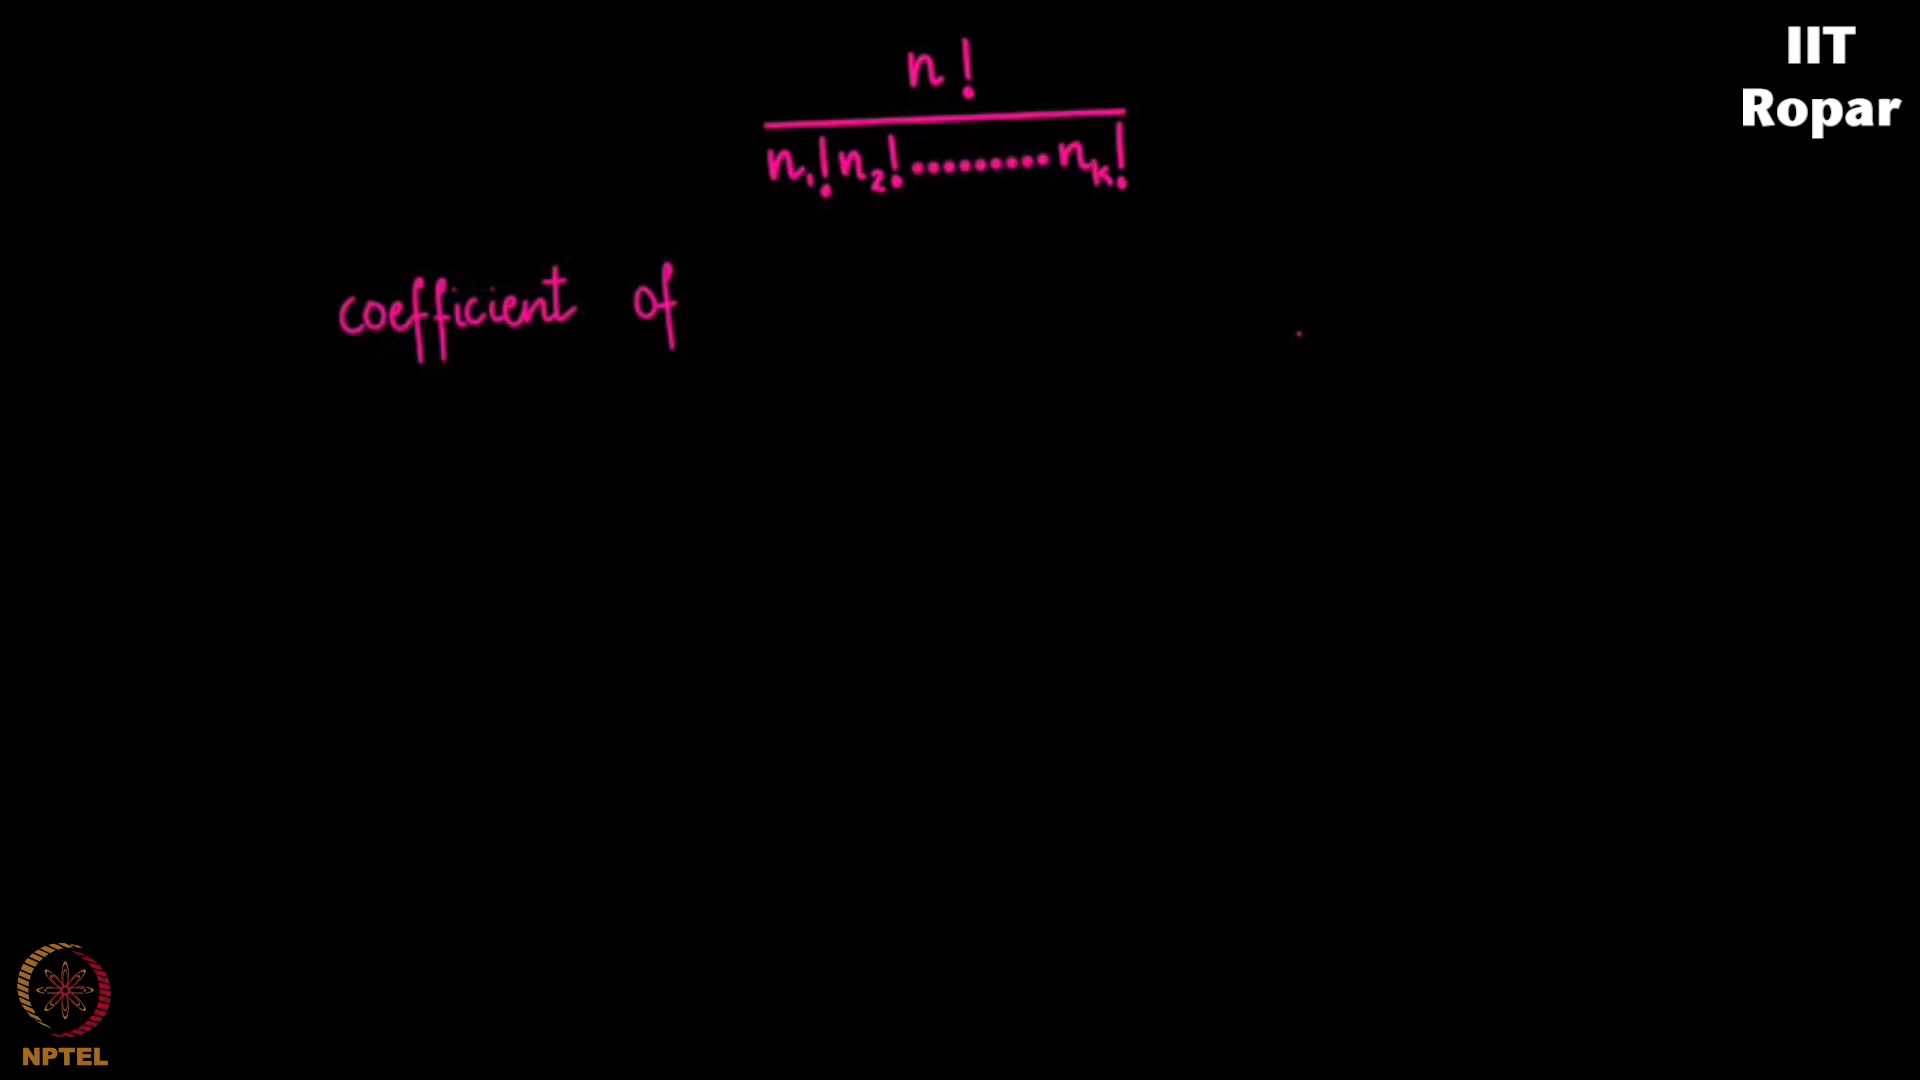 n!
n₁! n₂! ......... nₖ!
coefficient of
IIT
Ropar
NPTEL